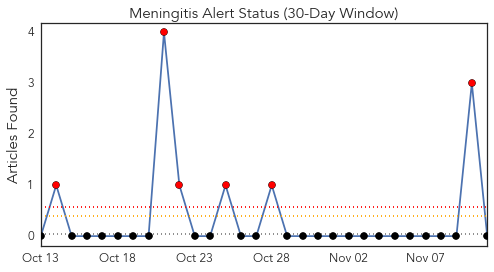 Meningitis Alert Status (30-Day Window)
Articles Found
4
3
2
1
0
Oct 13 Oct 18 Oct 23 Oct 28 Nov 02 Nov 07